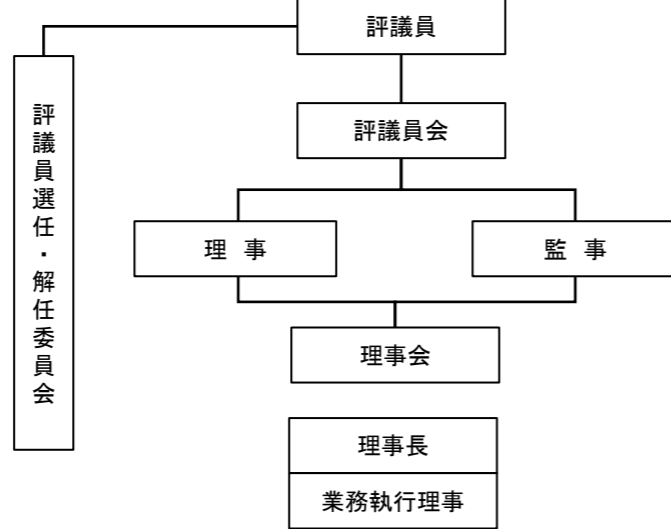 評議員
評議員会
評議員選任・解任委員会
理 事
監 事
理事会
理事長
業務執行理事